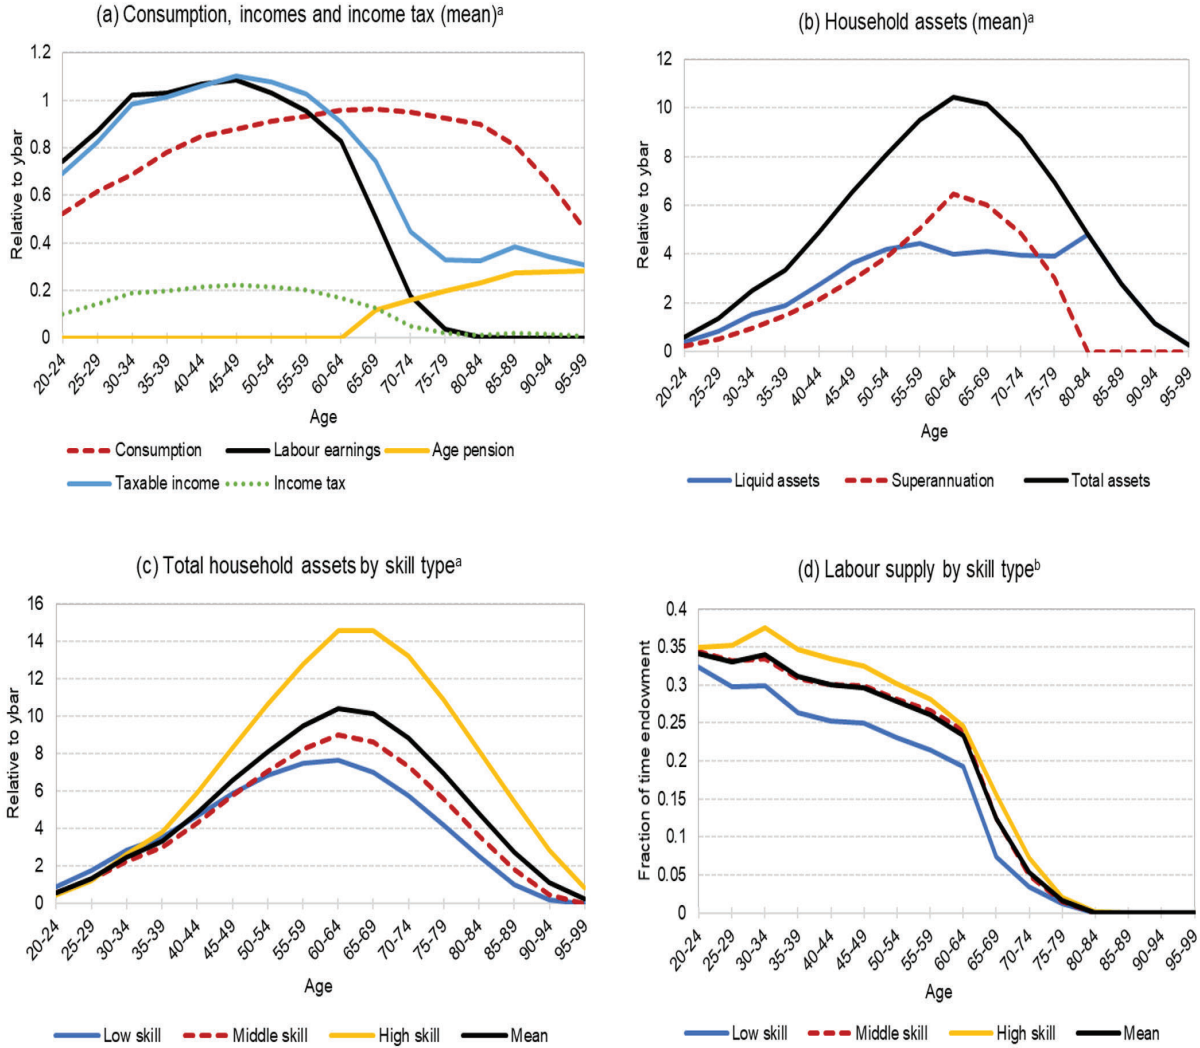 (a) Consumption, incomes and income tax (mean)a
1.2
1
0.8
0.6
0.4
0.2
0
Relative to ybar
20-24 25-29 30-34 35-39 40-44 45-49 50-54 55-59 60-64 65-69 70-74 75-79 80-84 85-89 90-94 95-99
Age
Consumption Labour earnings Age pension
Taxable income Income tax
(b) Household assets (mean)a
12
10
8
6
4
2
0
Relative to ybar
20-24 25-29 30-34 35-39 40-44 45-49 50-54 55-59 60-64 65-69 70-74 75-79 80-84 85-89 90-94 95-99
Age
Liquid assets Superannuation Total assets
(c) Total household assets by skill typea
16
14
12
10
8
6
4
2
0
Relative to ybar
20-24 25-29 30-34 35-39 40-44 45-49 50-54 55-59 60-64 65-69 70-74 75-79 80-84 85-89 90-94 95-99
Age
Low skill Middle skill High skill Mean
(d) Labour supply by skill typeb
0.4
0.35
0.3
0.25
0.2
0.15
0.1
0.05
0
Fraction of time endowment
20-24 25-29 30-34 35-39 40-44 45-49 50-54 55-59 60-64 65-69 70-74 75-79 80-84 85-89 90-94 95-99
Age
Low skill Middle skill High skill Mean